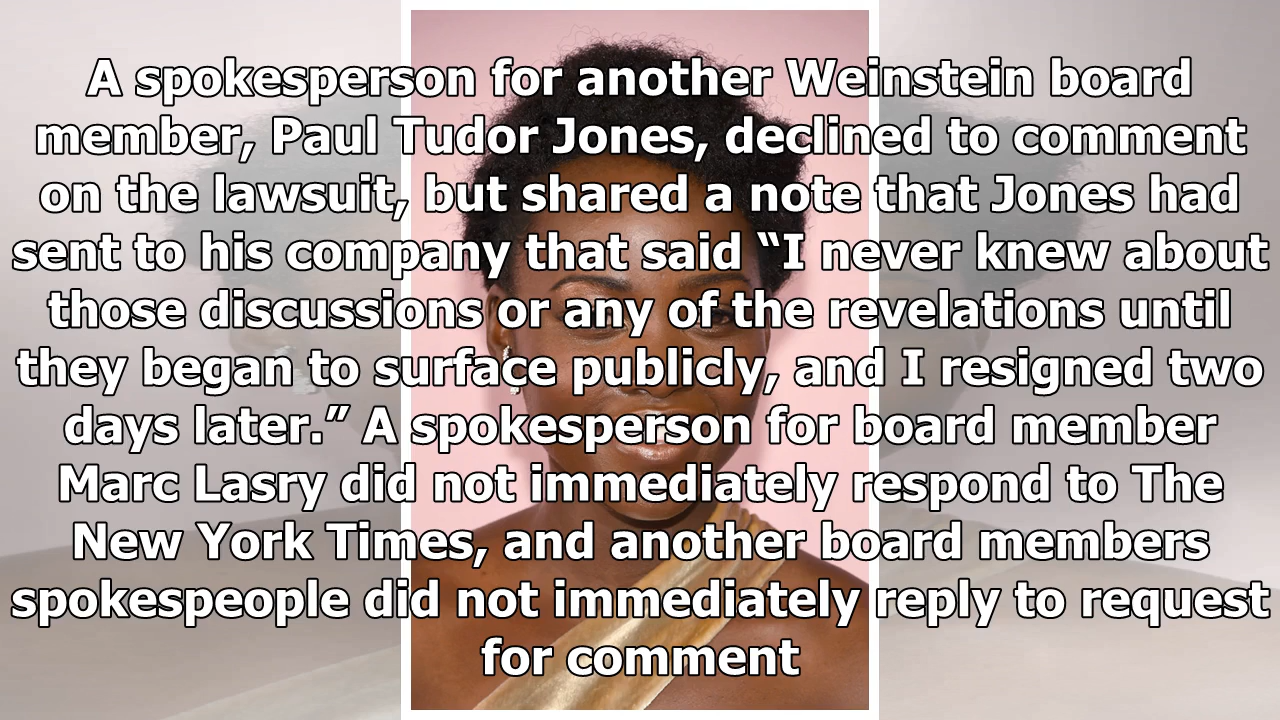 A spokesperson for another Weinstein board
member, Paul Tudor Jones, declined to comment
on the lawsuit, but shared a note that Jones had
sent to his company that said “I never knew about
those discussions or any of the revelations until
they began to surface publicly, and I resigned two
days later.” A spokesperson for board member
Marc Lasry did not immediately respond to The
New York Times, and another board members
spokespeople did not immediately reply to request
for comment